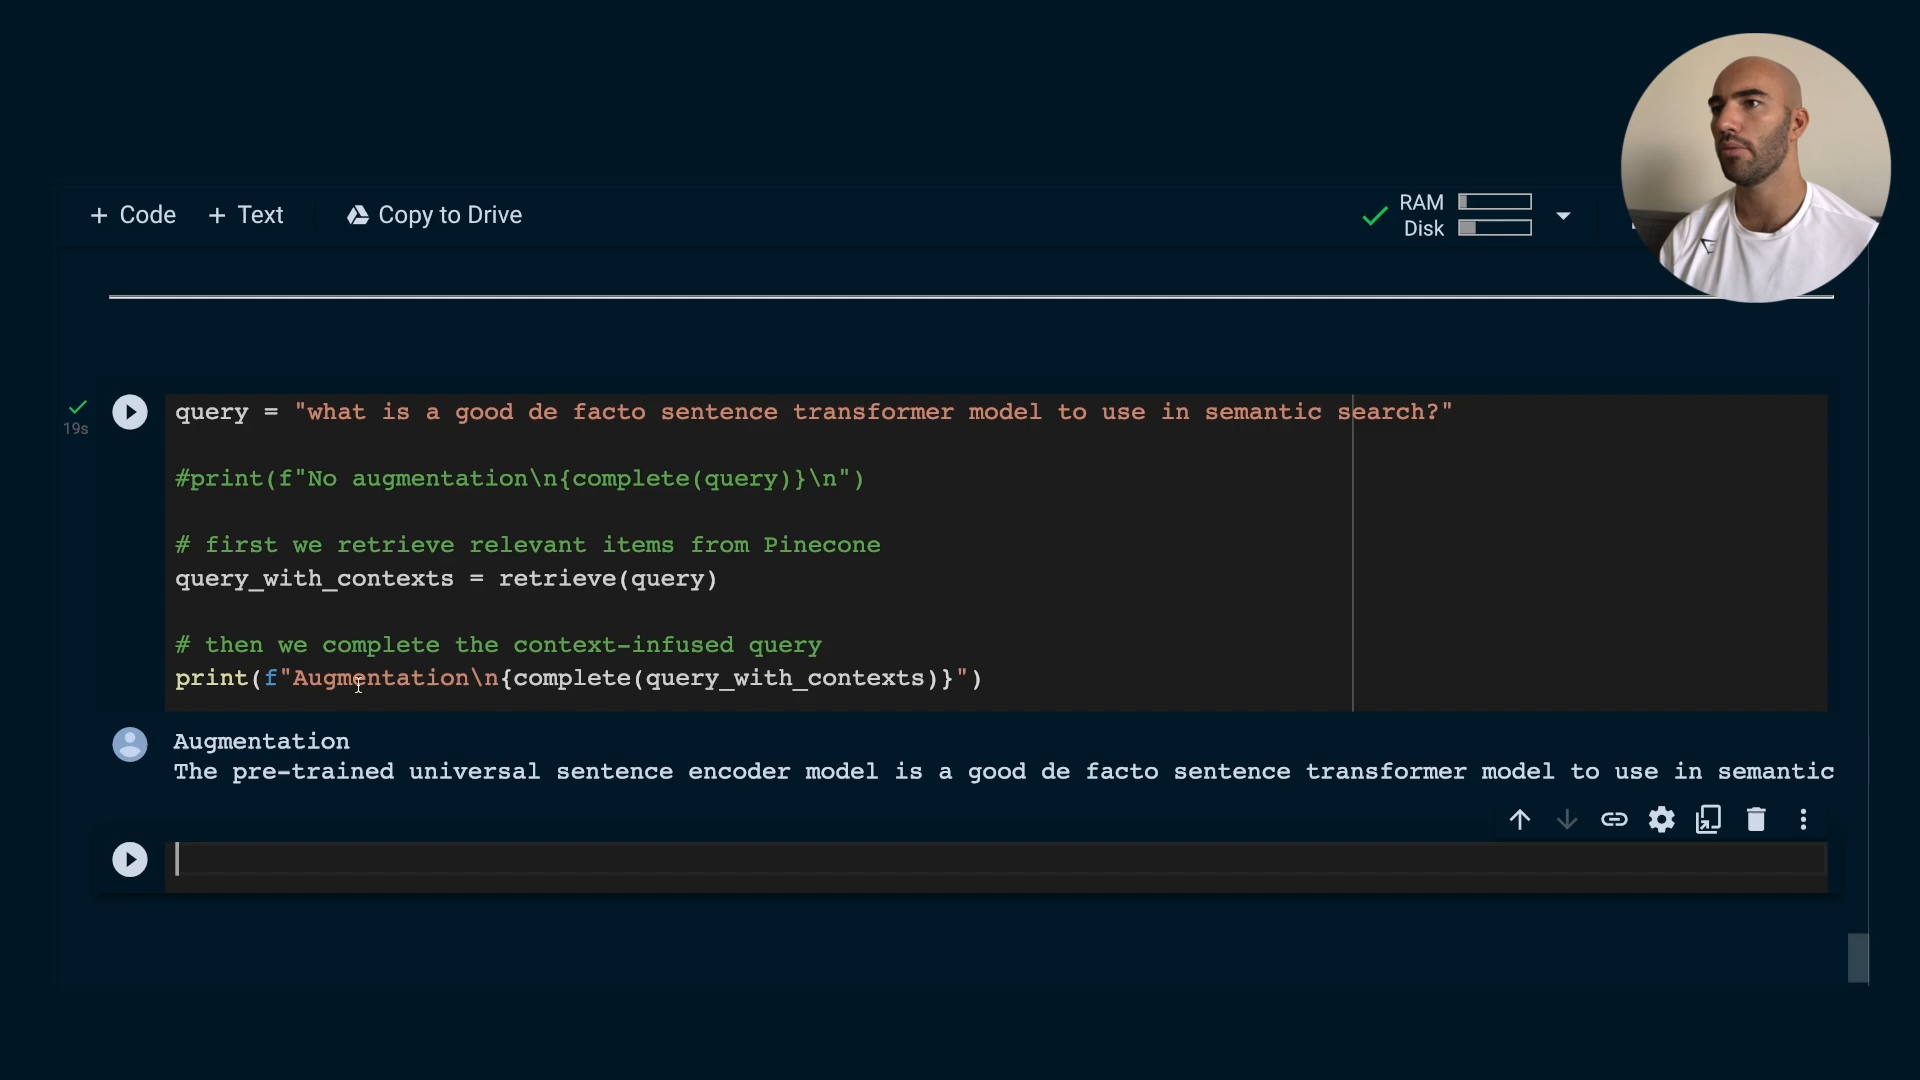 + Code + Text Copy to Drive
RAM
Disk
19s
query = "what is a good de facto sentence transformer model to use in semantic search?"
#print(f"No augmentation\n{complete(query)}\n")
# first we retrieve relevant items from Pinecone
query_with_contexts = retrieve(query)
# then we complete the context-infused query
print(f"Augmentation\n{complete(query_with_contexts)}")
Augmentation
The pre-trained universal sentence encoder model is a good de facto sentence transformer model to use in semantic